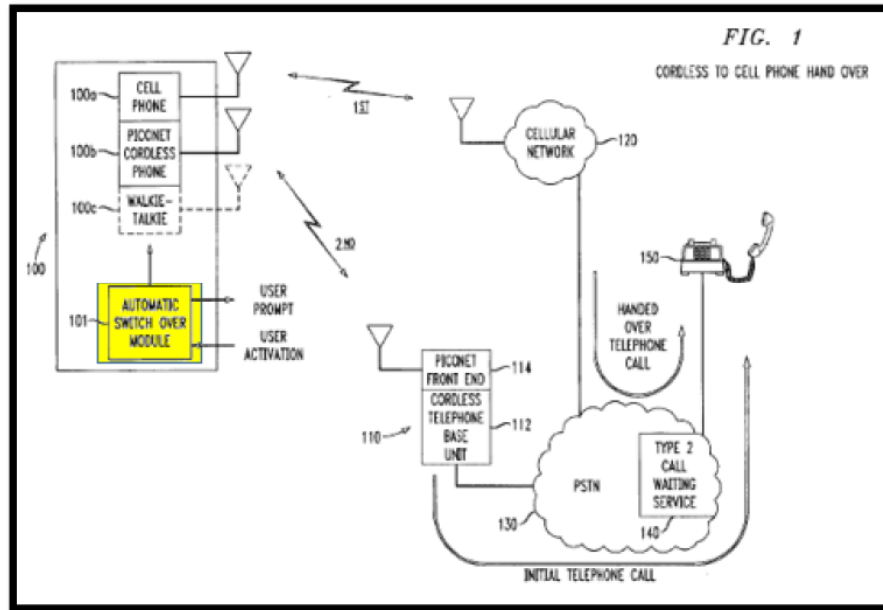 FIG. 1
CORDLESS TO CELL PHONE HAND OVER
100a
CELL
PHONE
100b
PICONET
CORDLESS
PHONE
100c
WALKIE-
TALKIE
100
101
AUTOMATIC
SWITCH OVER
MODULE
USER
PROMPT
USER
ACTIVATION
1ST
2ND
CELLULAR
NETWORK
120
150
HANDED
OVER
TELEPHONE
CALL
PICONET
FRONT END
114
CORDLESS
TELEPHONE
BASE
UNIT
112
110
PSTN
130
TYPE 2
CALL
WAITING
SERVICE
140
INITIAL TELEPHONE CALL